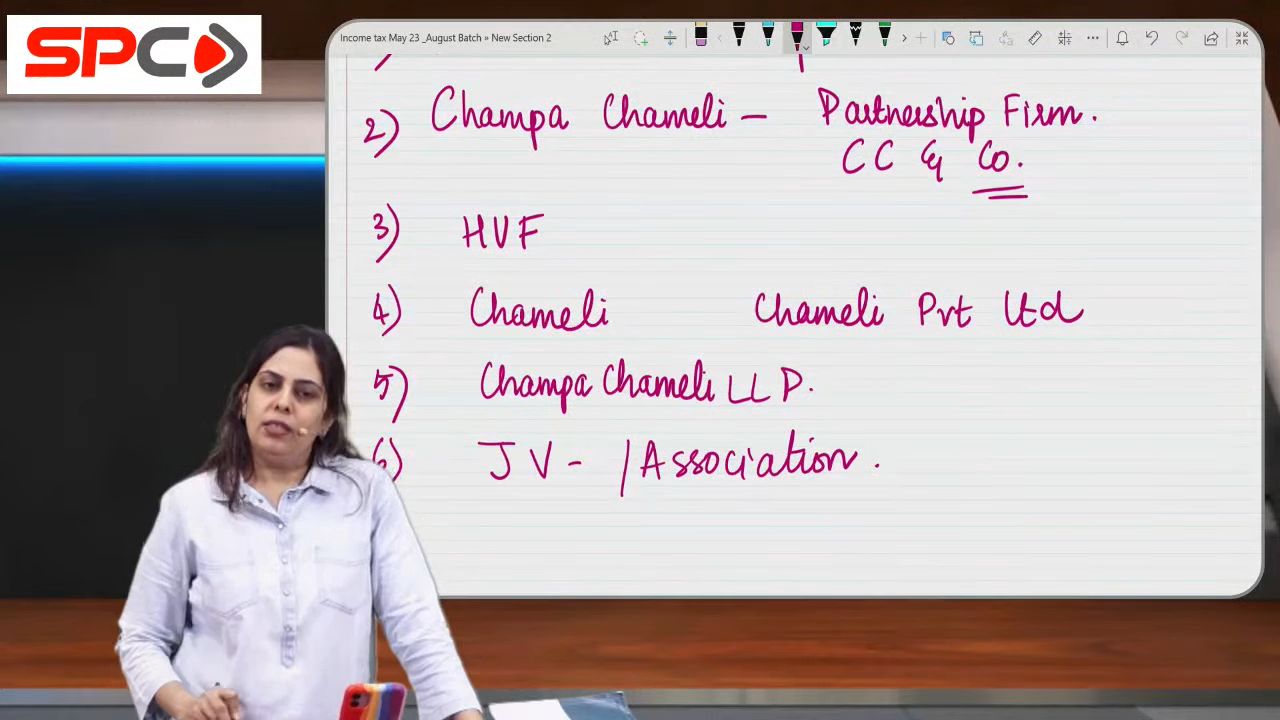 SPC
Income tax May 23 _August Batch » New Section 2
2) Champa Chameli - Partnership Firm.
CC & Co.
3) HUF
4) Chameli Chameli Pvt Ltd
5) Champa Chameli LLP.
6) JV - / Association.